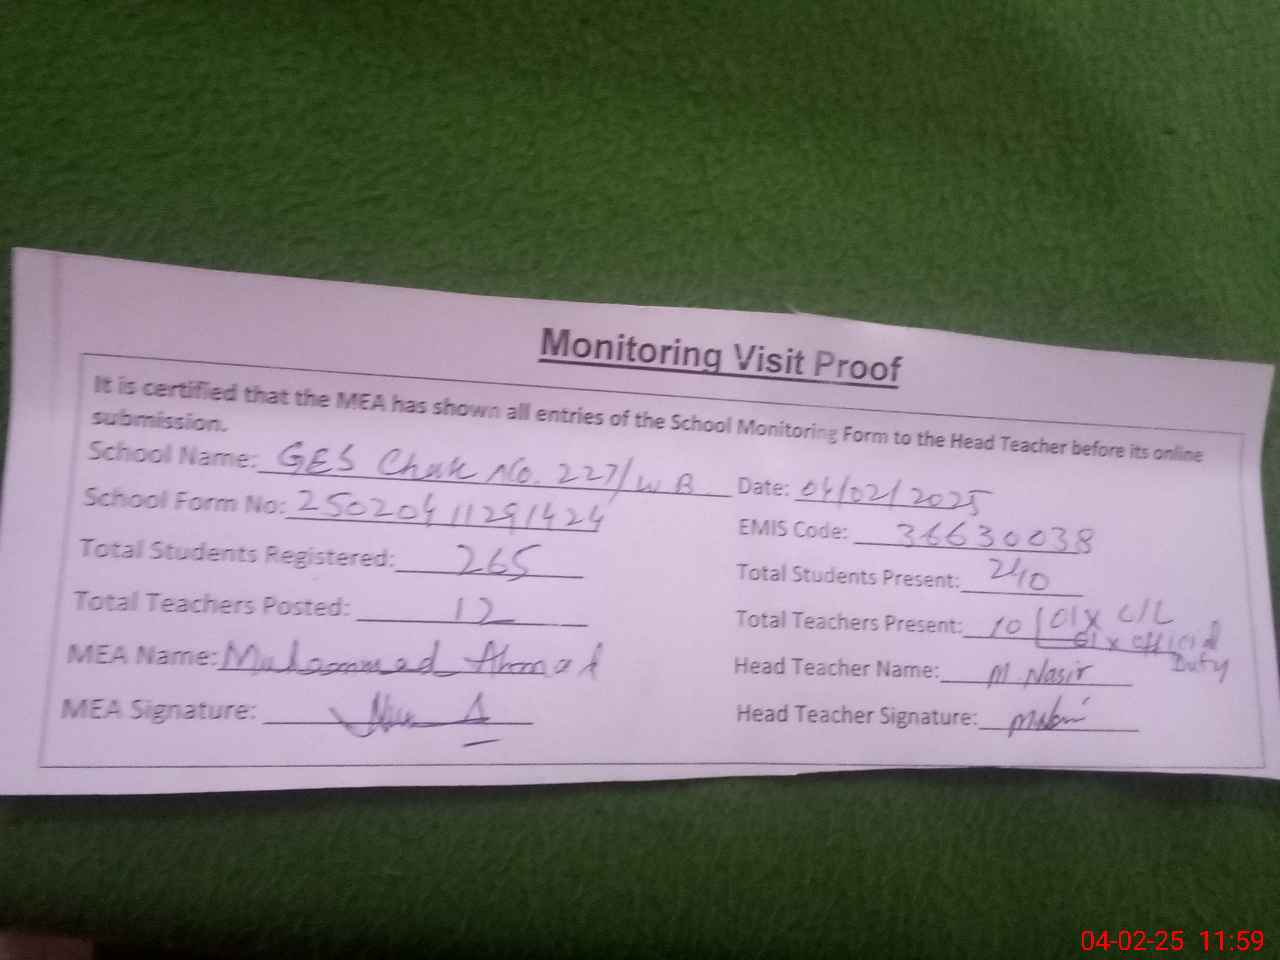 Monitoring Visit Proof
It is certified that the MEA has shown all entries of the School Monitoring Form to the Head Teacher before its online
submission.
School Name: GES Chak No. 227/W B Date: 04/02/2025
School Form No: 25020411291424 EMIS Code: 36630038
Total Students Registered: 265 Total Students Present: 240
Total Teachers Posted: 12 Total Teachers Present: 10 01x C/L
01x official Duty
MEA Name: Muhammad Ahmad Head Teacher Name: M. Nasir
MEA Signature: Head Teacher Signature:
04-02-25 11:59